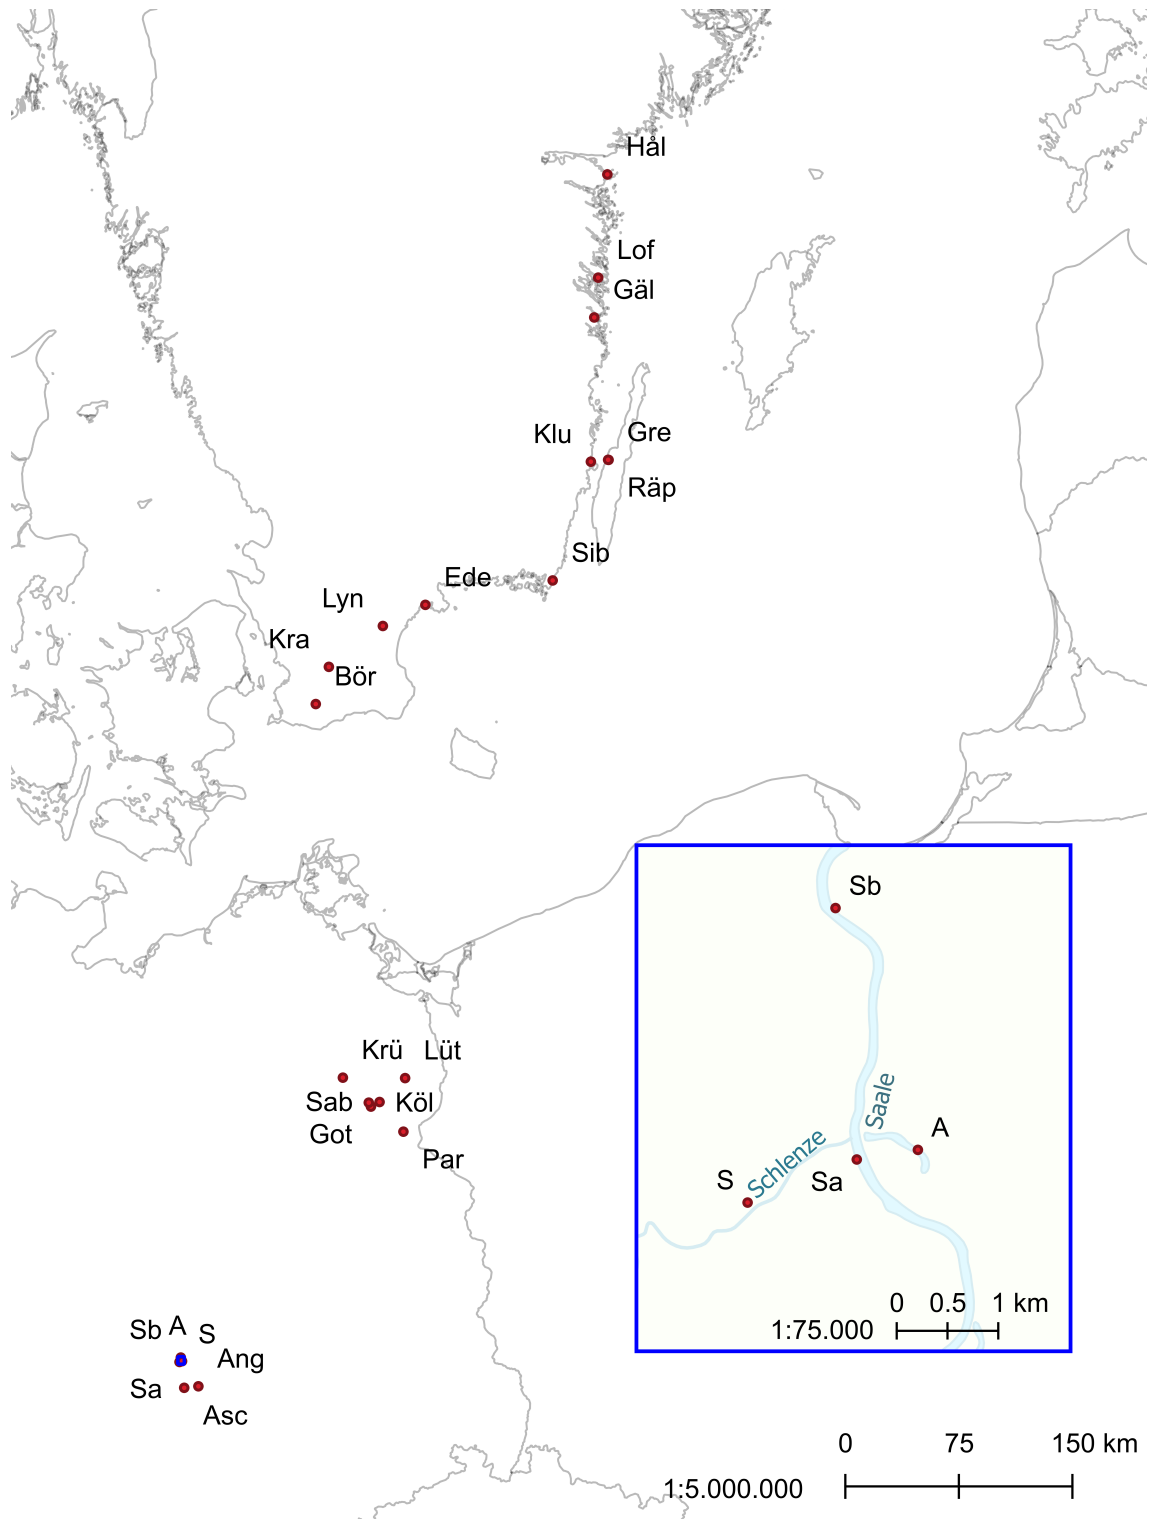 Hål
Lof
Gäl
Klu
Gre
Räp
Sib
Ede
Lyn
Kra
Bör
Sb
Saale
A
Schlenze
S
Sa
0 0.5 1 km
1:75.000
Krü Lüt
Sab Köl
Got
Par
Sb A S
Ang
Sa
Asc
0 75 150 km
1:5.000.000